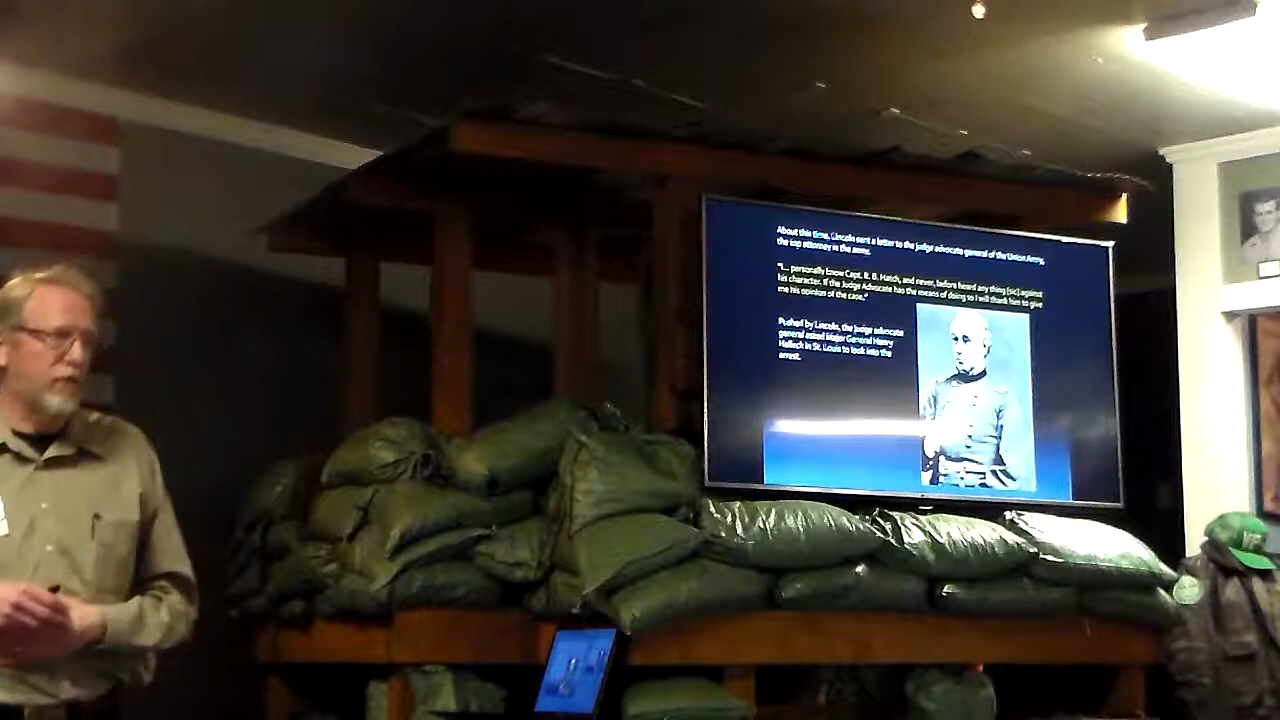 About this time, Lincoln sent a letter to the judge advocate general of the Union Army,
the top attorney in the army.
"I... personally know Capt. R. B. Hatch, and never, before heard any thing [sic] against
his character. If the Judge Advocate has the means of doing so I will thank him to give
me his opinion of the case."
Pushed by Lincoln, the judge advocate
general asked Major General Henry
Halleck in St. Louis to look into the
arrest.